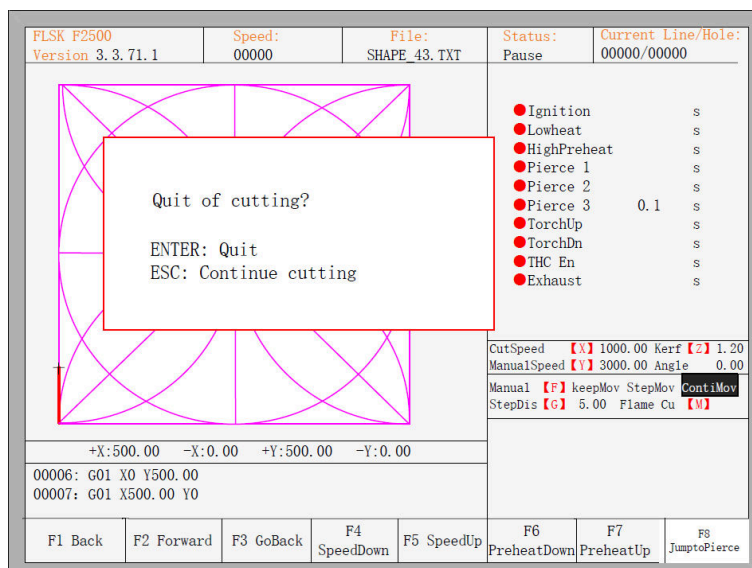 FLSK F2500 Speed: File: Status: Current Line/Hole:
Version 3.3.71.1 00000 SHAPE_43.TXT Pause 00000/00000
Ignition s
Lowheat s
HighPreheat s
Pierce 1 s
Pierce 2 s
Pierce 3 0.1 s
TorchUp s
TorchDn s
THC En s
Exhaust s
Quit of cutting?
ENTER: Quit
ESC: Continue cutting
CutSpeed 【X】 1000.00 Kerf 【Z】 1.20
ManualSpeed 【Y】 3000.00 Angle 0.00
Manual 【F】 keepMov StepMov ContiMov
StepDis 【G】 5.00 Flame Cu 【M】
+X:500.00 -X:0.00 +Y:500.00 -Y:0.00
00006: G01 X0 Y500.00
00007: G01 X500.00 Y0
F1 Back F2 Forward F3 GoBack F4 SpeedDown F5 SpeedUp F6 PreheatDown F7 PreheatUp F8 JumptoPierce